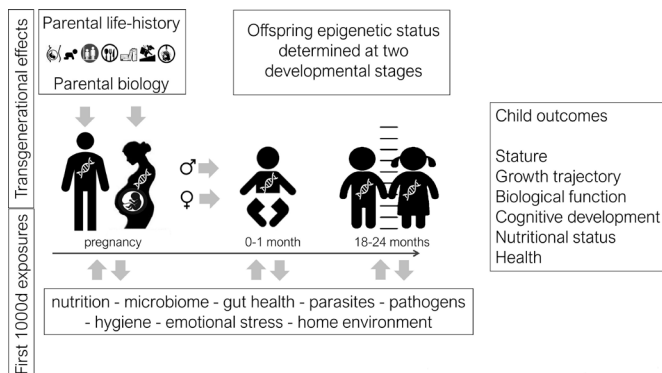 Transgenerational effects
Parental life-history
Parental biology
Offspring epigenetic status
determined at two
developmental stages
♂
♀
pregnancy
0-1 month
18-24 months
Child outcomes
Stature
Growth trajectory
Biological function
Cognitive development
Nutritional status
Health
First 1000d exposures
nutrition - microbiome - gut health - parasites - pathogens
- hygiene - emotional stress - home environment